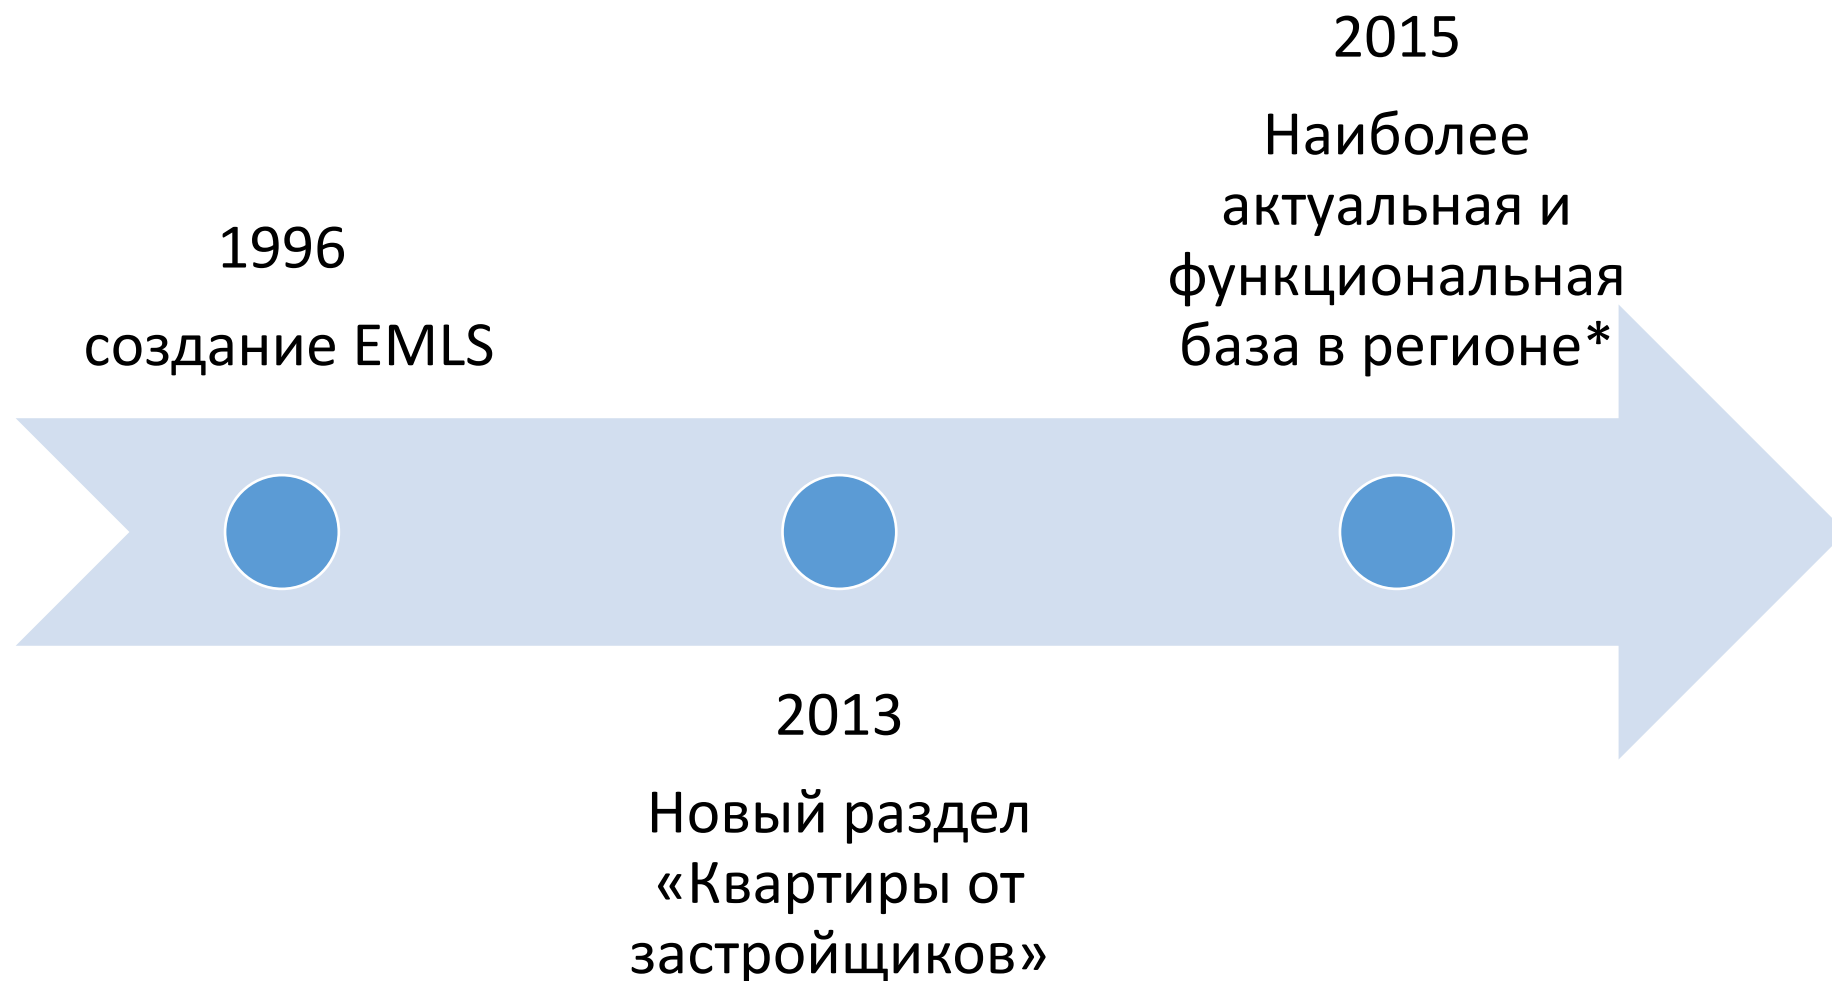 1996
создание EMLS
2013
Новый раздел
«Квартиры от
застройщиков»
2015
Наиболее
актуальная и
функциональная
база в регионе*